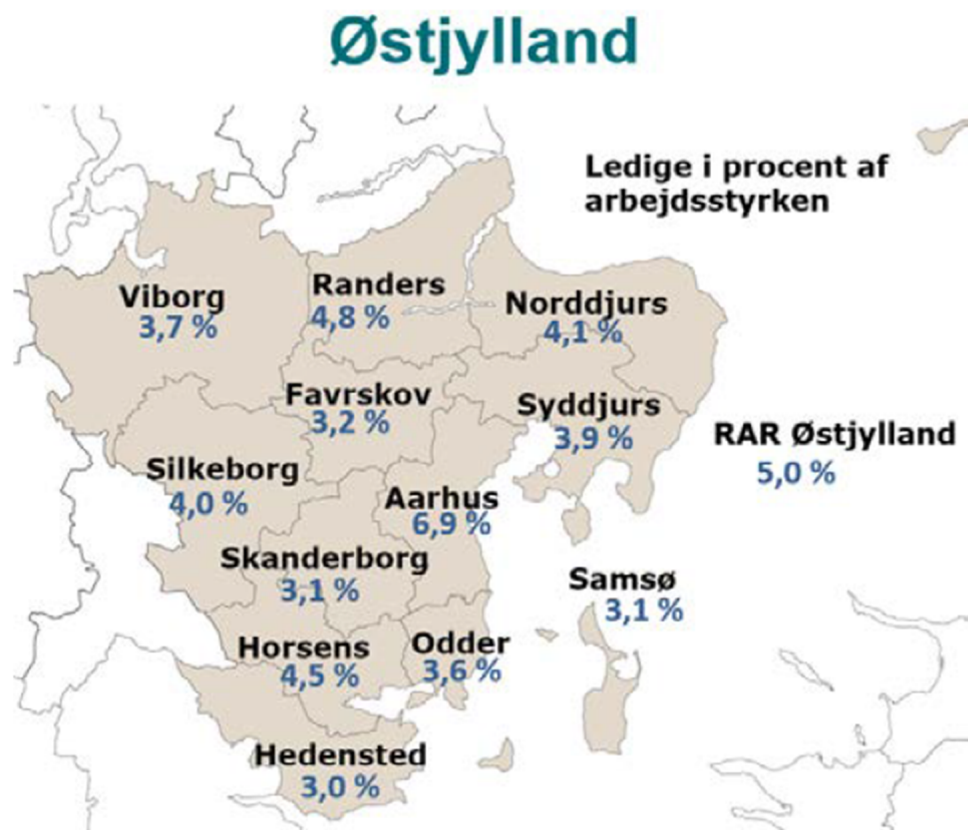 Østjylland
Ledige i procent af
arbejdsstyrken
Viborg
3,7 %
Randers
4,8 %
Norddjurs
4,1 %
Favrskov
3,2 %
Syddjurs
3,9 %
RAR Østjylland
5,0 %
Silkeborg
4,0 %
Aarhus
6,9 %
Skanderborg
3,1 %
Samsø
3,1 %
Horsens
4,5 %
Odder
3,6 %
Hedensted
3,0 %